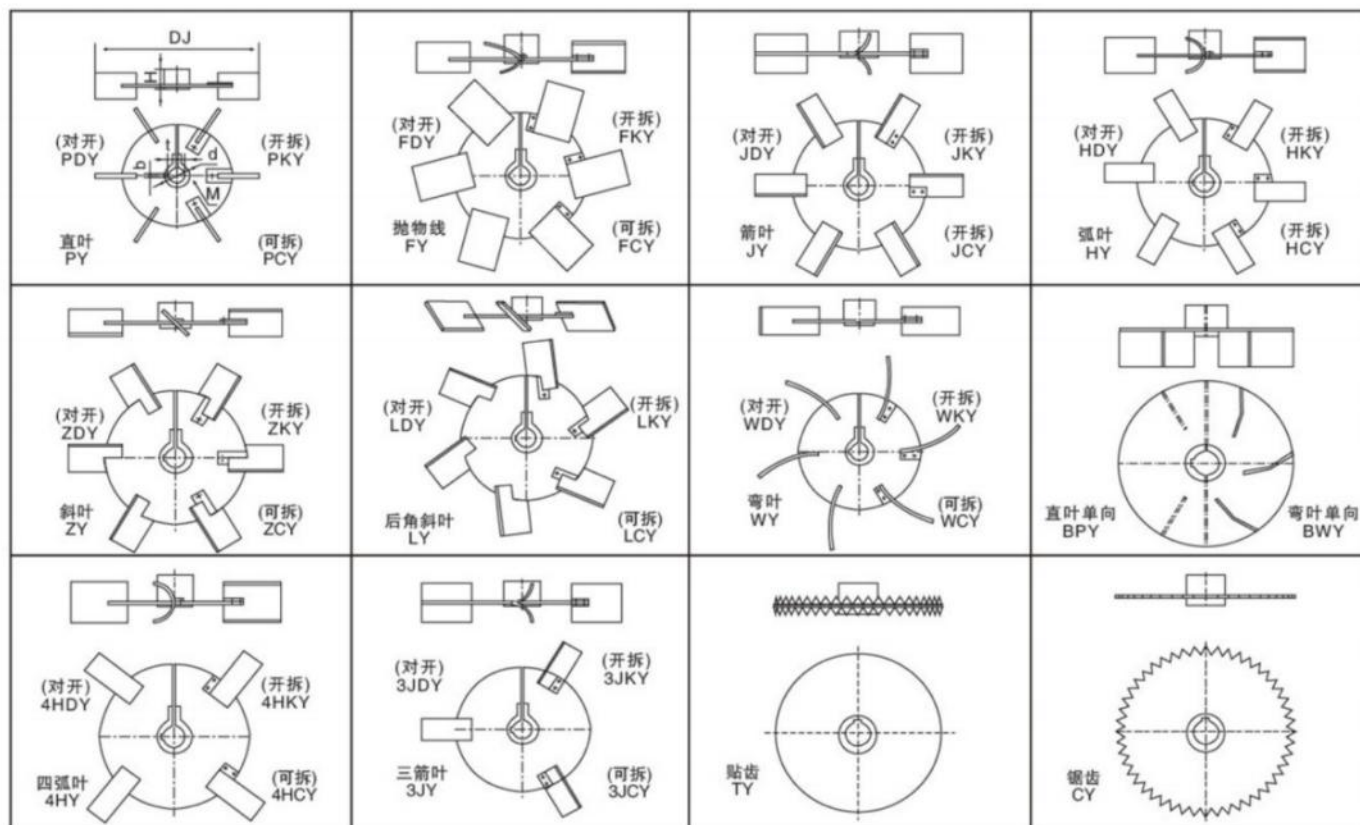 DJ
H
(对开)
PDY
(开拆)
PKY
t
d
b
M
直叶
PY
(可拆)
PCY
(对开)
FDY
(开拆)
FKY
抛物线
FY
(可拆)
FCY
(对开)
JDY
(开拆)
JKY
箭叶
JY
(开拆)
JCY
(对开)
HDY
(开拆)
HKY
弧叶
HY
(开拆)
HCY
(对开)
ZDY
(开拆)
ZKY
斜叶
ZY
(可拆)
ZCY
(对开)
LDY
(开拆)
LKY
后角斜叶
LY
(可拆)
LCY
(对开)
WDY
(开拆)
WKY
弯叶
WY
(可拆)
WCY
直叶单向
BPY
弯叶单向
BWY
(对开)
4HDY
(开拆)
4HKY
四弧叶
4HY
(可拆)
4HCY
(对开)
3JDY
(开拆)
3JKY
三箭叶
3JY
(可拆)
3JCY
贴齿
TY
锯齿
CY